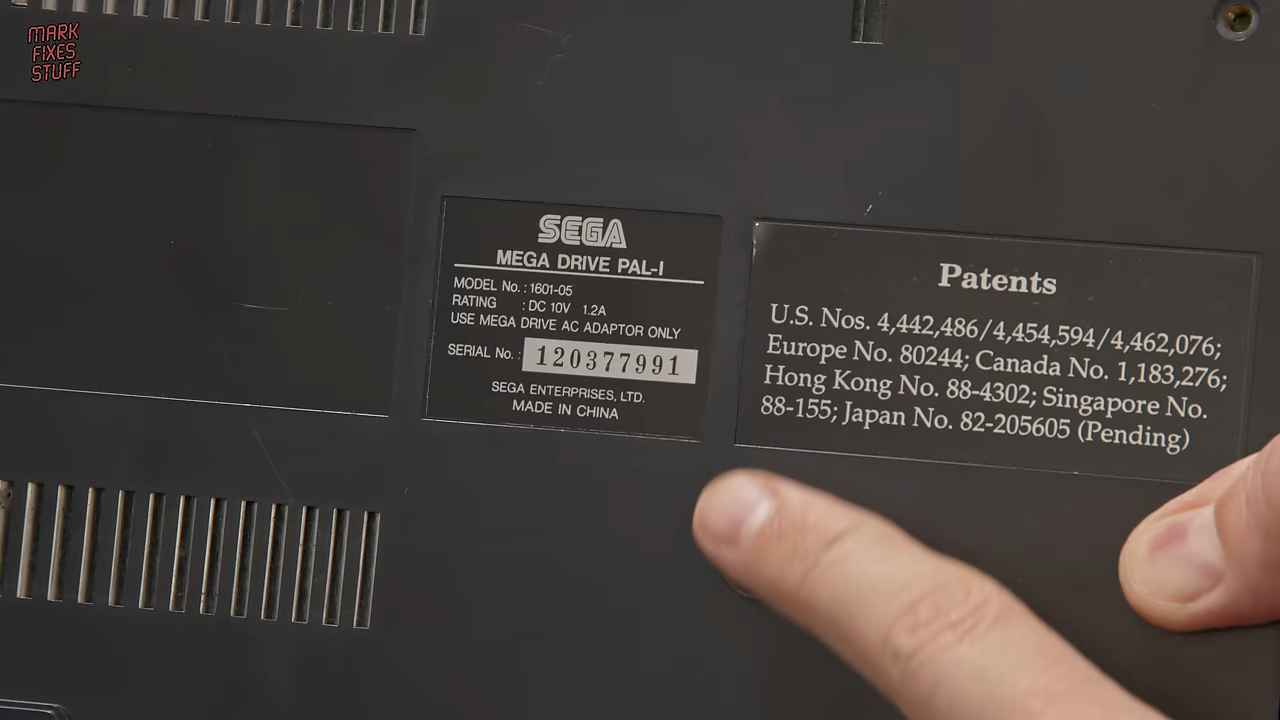 MARK
FIXES
STUFF
SEGA
MEGA DRIVE PAL-I
MODEL No. : 1601-05
RATING : DC 10V 1.2A
USE MEGA DRIVE AC ADAPTOR ONLY
SERIAL No. : 120377991
SEGA ENTERPRISES, LTD.
MADE IN CHINA
Patents
U.S. Nos. 4,442,486/4,454,594/4,462,076;
Europe No. 80244; Canada No. 1,183,276;
Hong Kong No. 88-4302; Singapore No.
88-155; Japan No. 82-205605 (Pending)